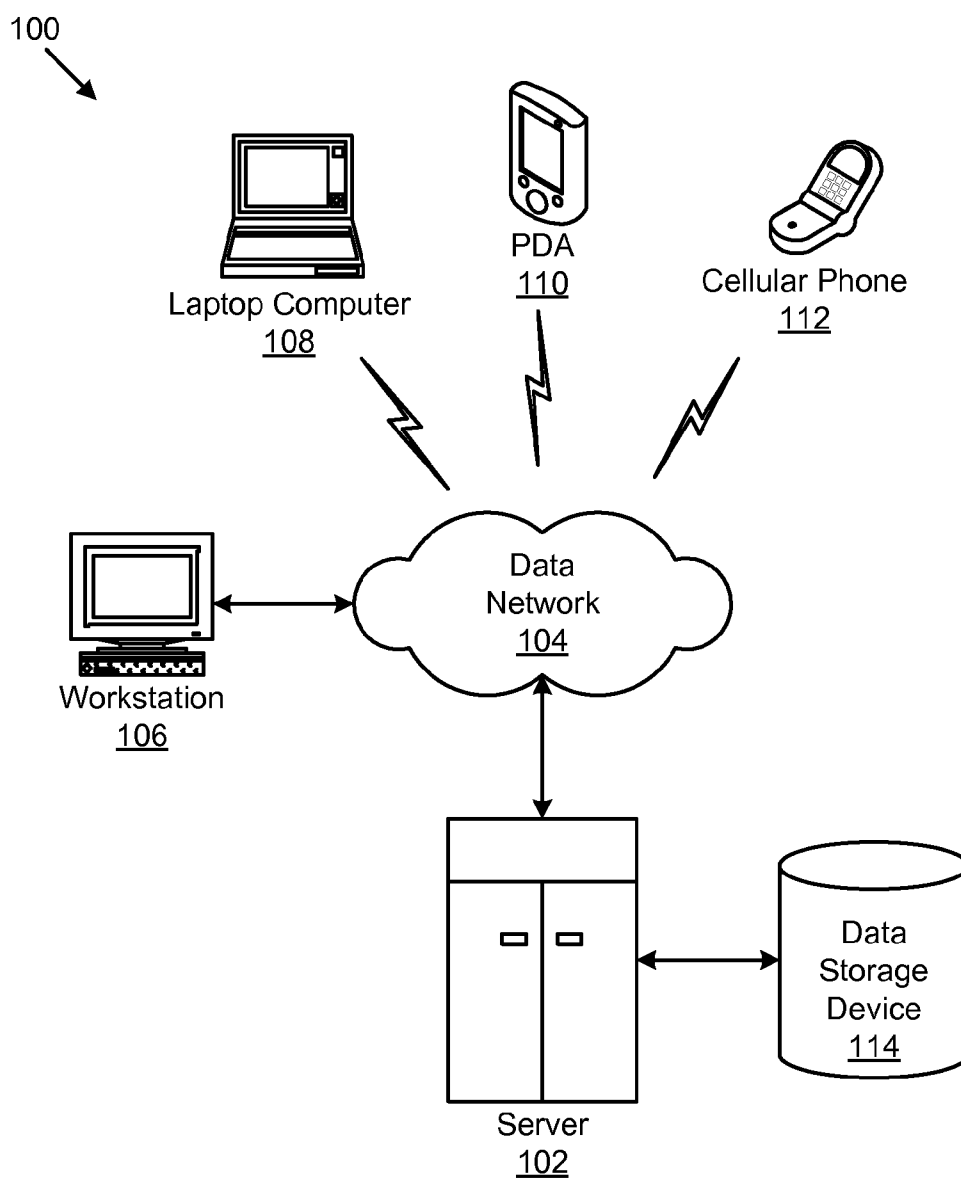 100
PDA
110
Laptop Computer
108
Cellular Phone
112
Data
Network
104
Workstation
106
Data
Storage
Device
114
Server
102